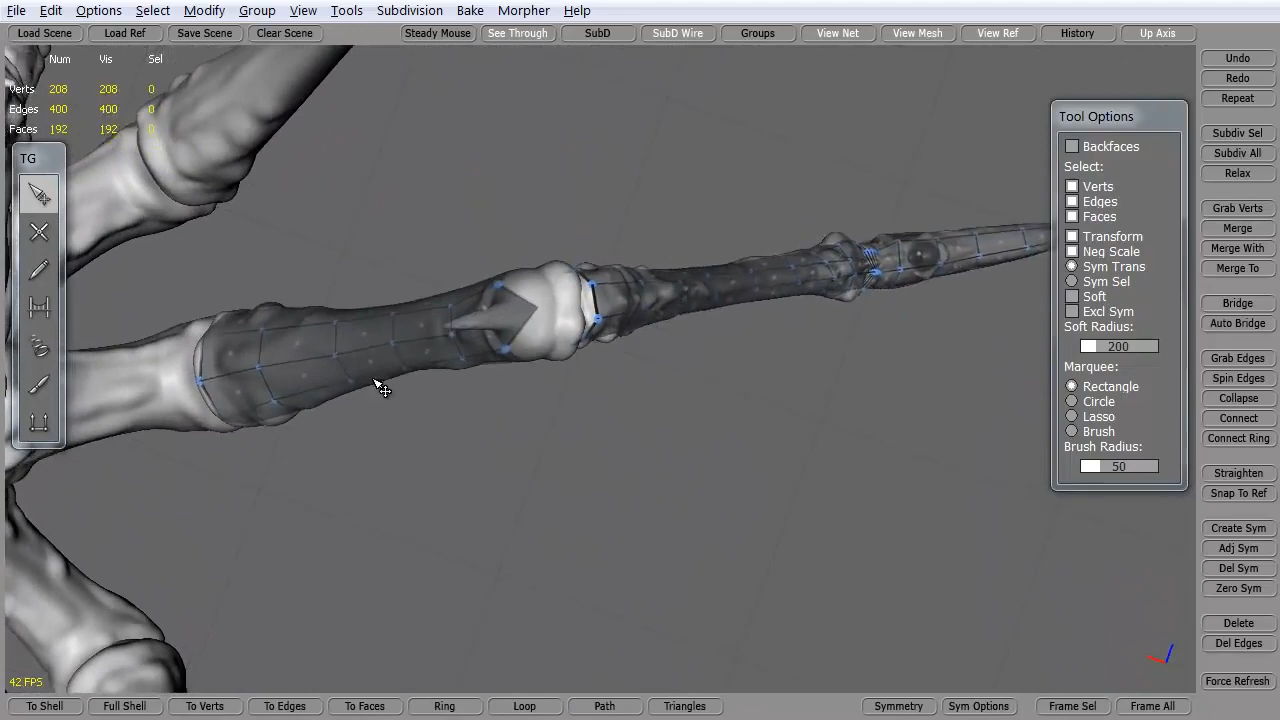 File Edit Options Select Modify Group View Tools Subdivision Bake Morpher Help
Load Scene Load Ref Save Scene Clear Scene Steady Mouse See Through SubD SubD Wire Groups View Net View Mesh View Ref History Up Axis
Num Vis Sel
Verts 208 208 0
Edges 400 400 0
Faces 192 192 0
TG
Tool Options
Backfaces
Select:
Verts
Edges
Faces
Transform
Neg Scale
Sym Trans
Sym Sel
Soft
Excl Sym
Soft Radius:
200
Marquee:
Rectangle
Circle
Lasso
Brush
Brush Radius:
50
Undo
Redo
Repeat
Subdiv Sel
Subdiv All
Relax
Grab Verts
Merge
Merge With
Merge To
Bridge
Auto Bridge
Grab Edges
Spin Edges
Collapse
Connect
Connect Ring
Straighten
Snap To Ref
Create Sym
Adj Sym
Del Sym
Zero Sym
Delete
Del Edges
Force Refresh
42 FPS
To Shell Full Shell To Verts To Edges To Faces Ring Loop Path Triangles Symmetry Sym Options Frame Sel Frame All